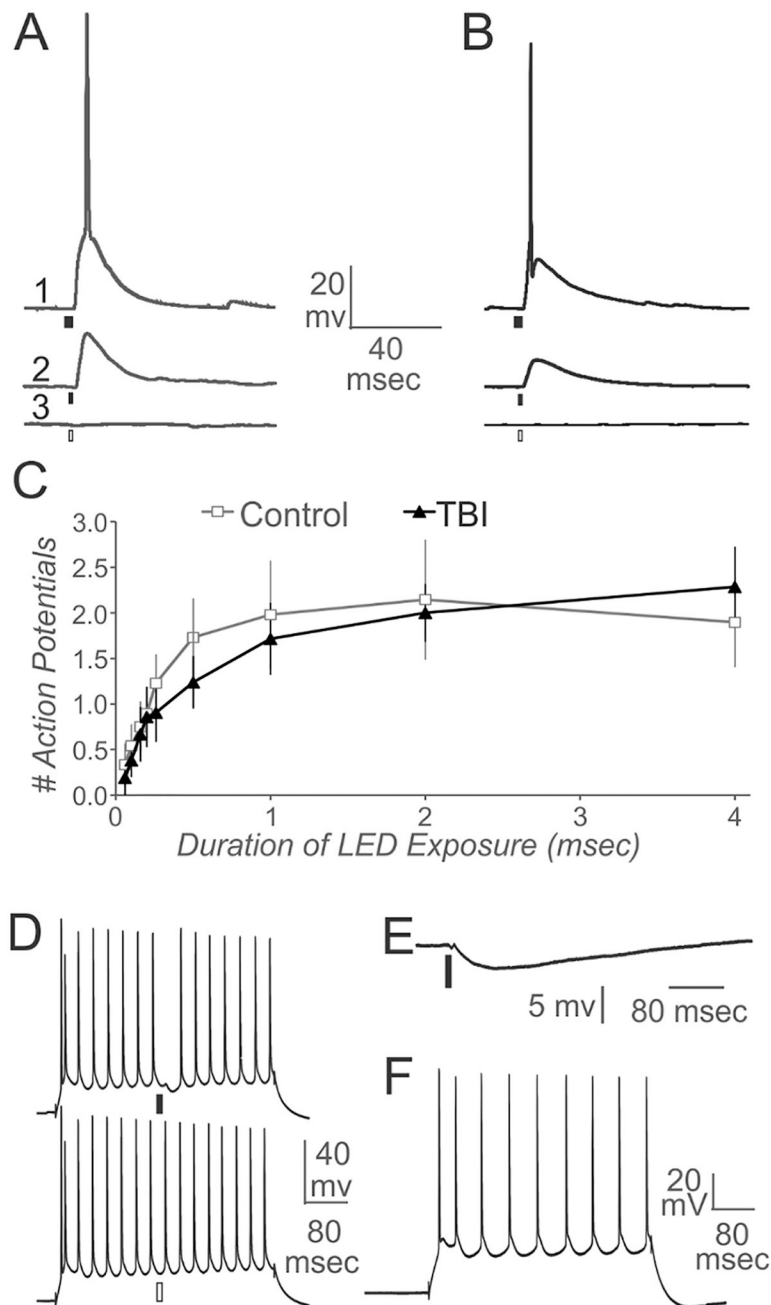 A
B
1
20
mv
40
msec
2
3
C
Control
TBI
3.0
2.5
2.0
1.5
1.0
0.5
0.0
# Action Potentials
0
1
2
3
4
Duration of LED Exposure (msec)
D
E
5 mv
80 msec
F
40
mv
80
msec
20
mV
80
msec